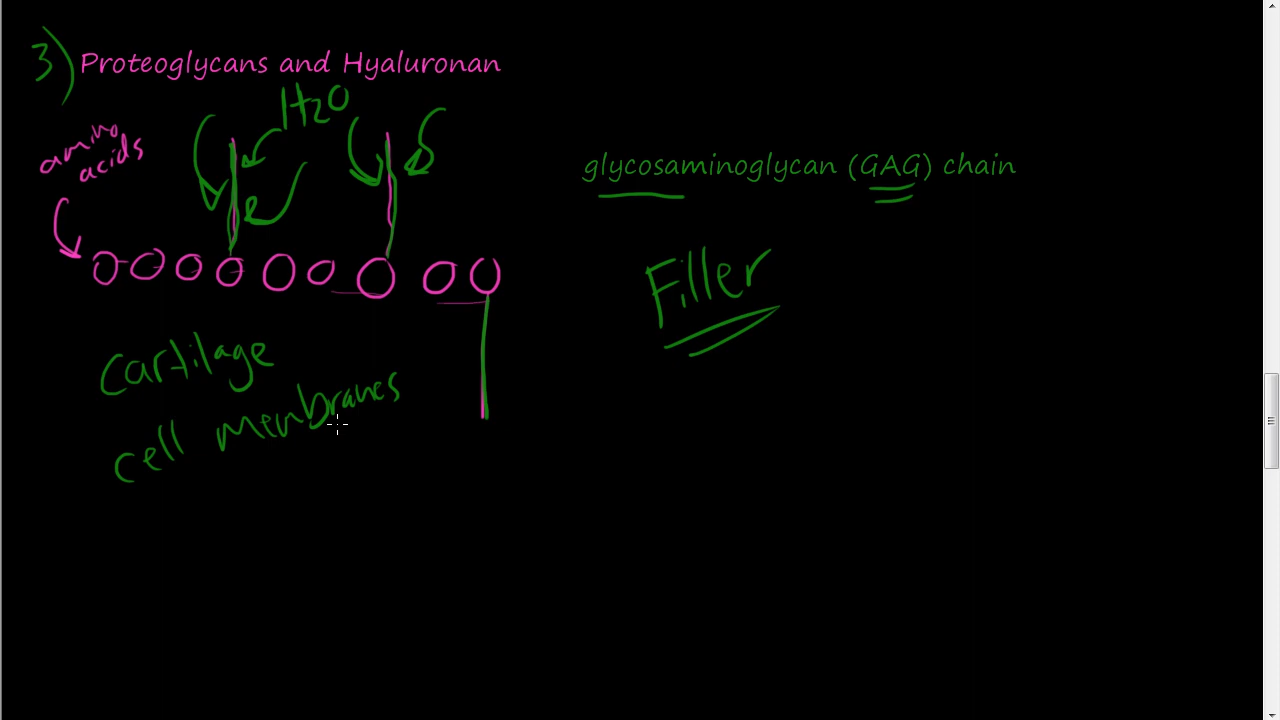 3) Proteoglycans and Hyaluronan
H2O
amino
acids
glycosaminoglycan (GAG) chain
Filler
Cartilage
cell membranes